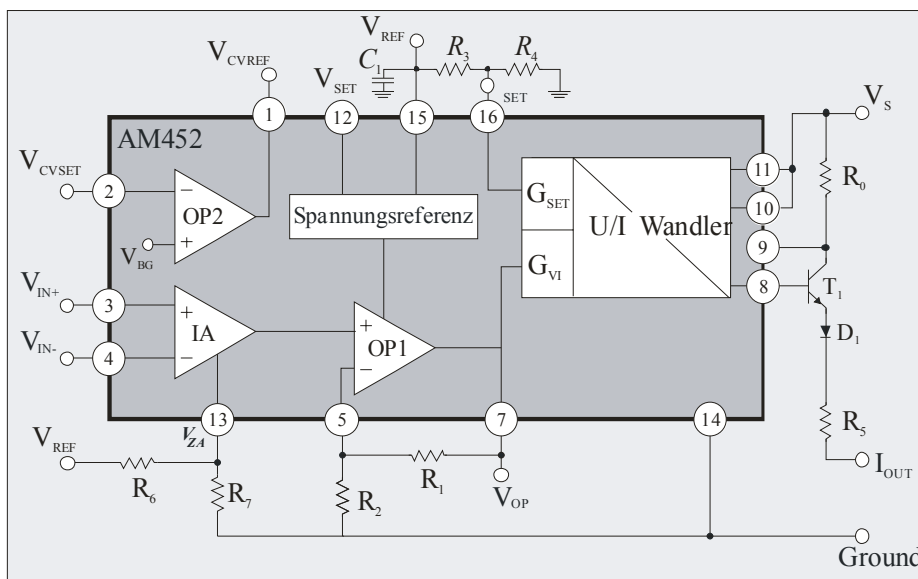 V_REF
V_CVREF
C_1
R_3
R_4
V_SET
SET
V_S
1
12
15
16
AM452
11
R_0
V_CVSET
2
−
OP2
G_SET
U/I Wandler
10
Spannungsreferenz
V_BG
+
9
G_VI
8
T_1
V_IN+
3
+
IA
+
OP1
D_1
V_IN-
4
−
−
13
5
7
14
V_ZA
V_REF
R_5
R_6
R_1
I_OUT
R_7
R_2
V_OP
Ground